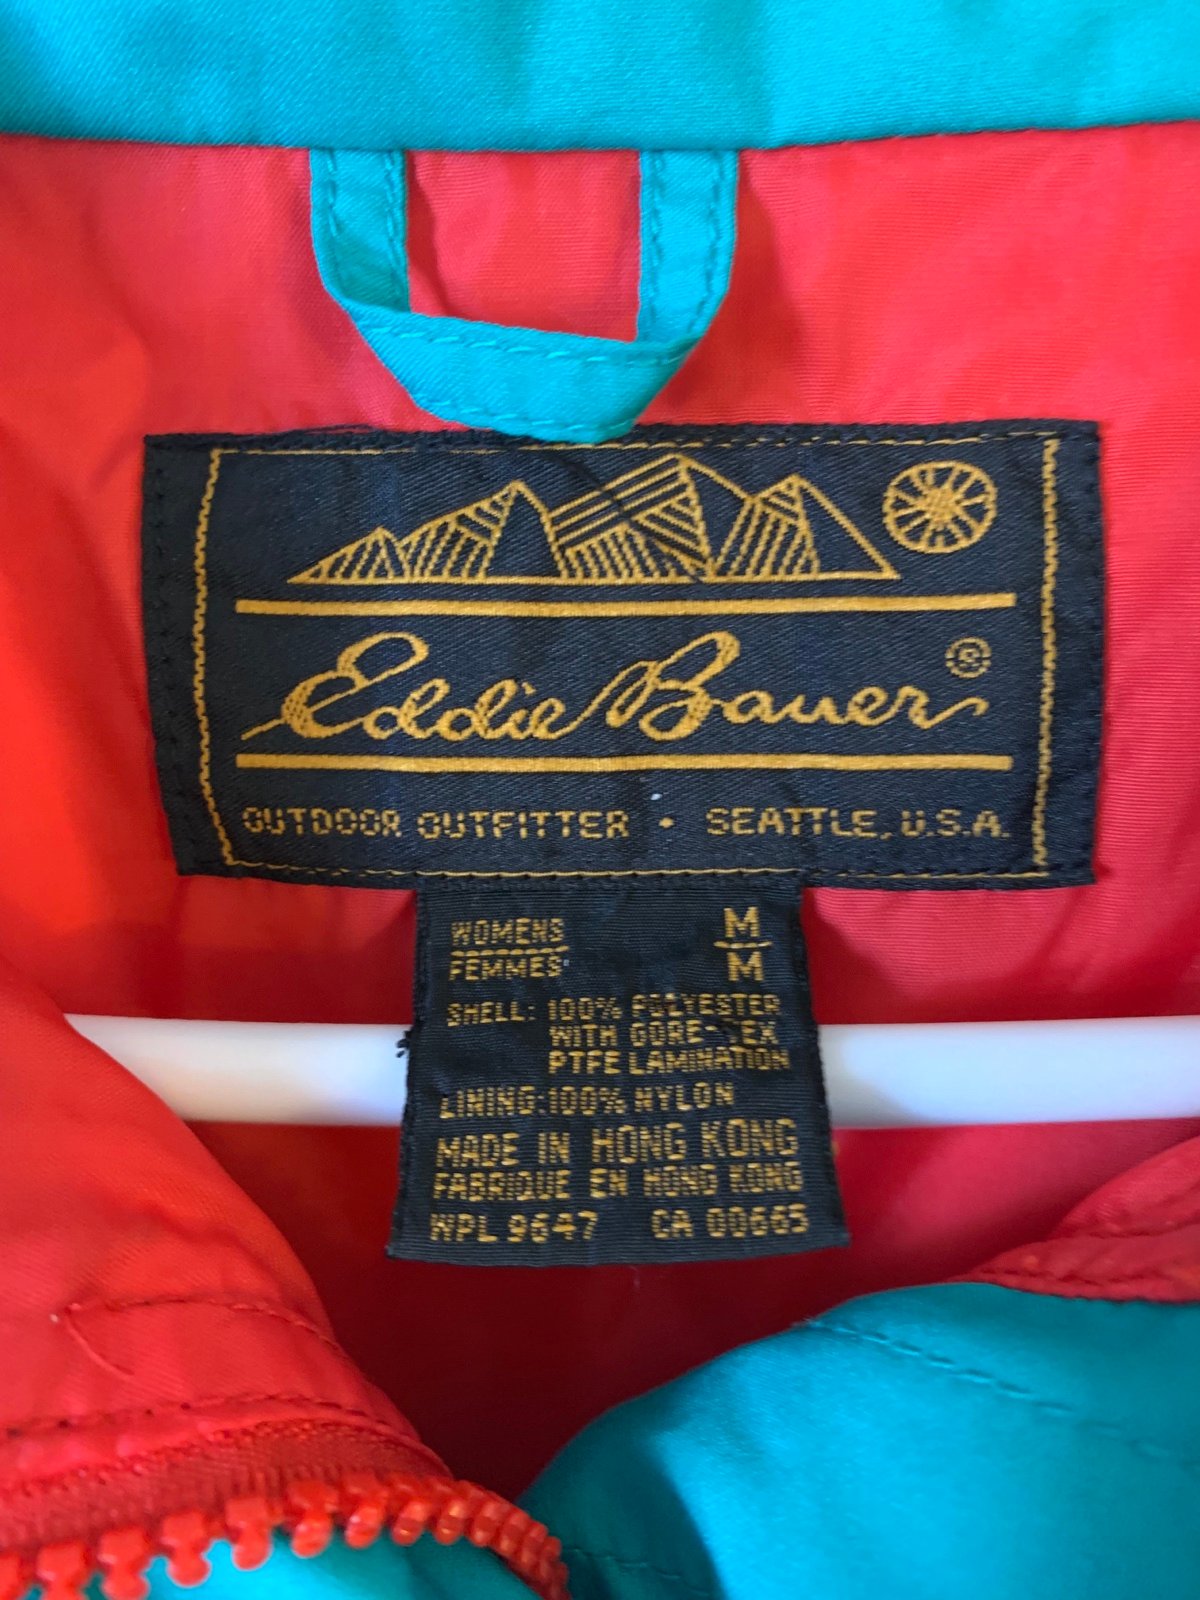 Eddie Bauer ®
OUTDOOR OUTFITTER • SEATTLE, U.S.A.
WOMENS M
FEMMES M
SHELL: 100% POLYESTER
WITH GORE-TEX
PTFE LAMINATION
LINING: 100% NYLON
MADE IN HONG KONG
FABRIQUE EN HONG KONG
WPL 9647 CA 00665